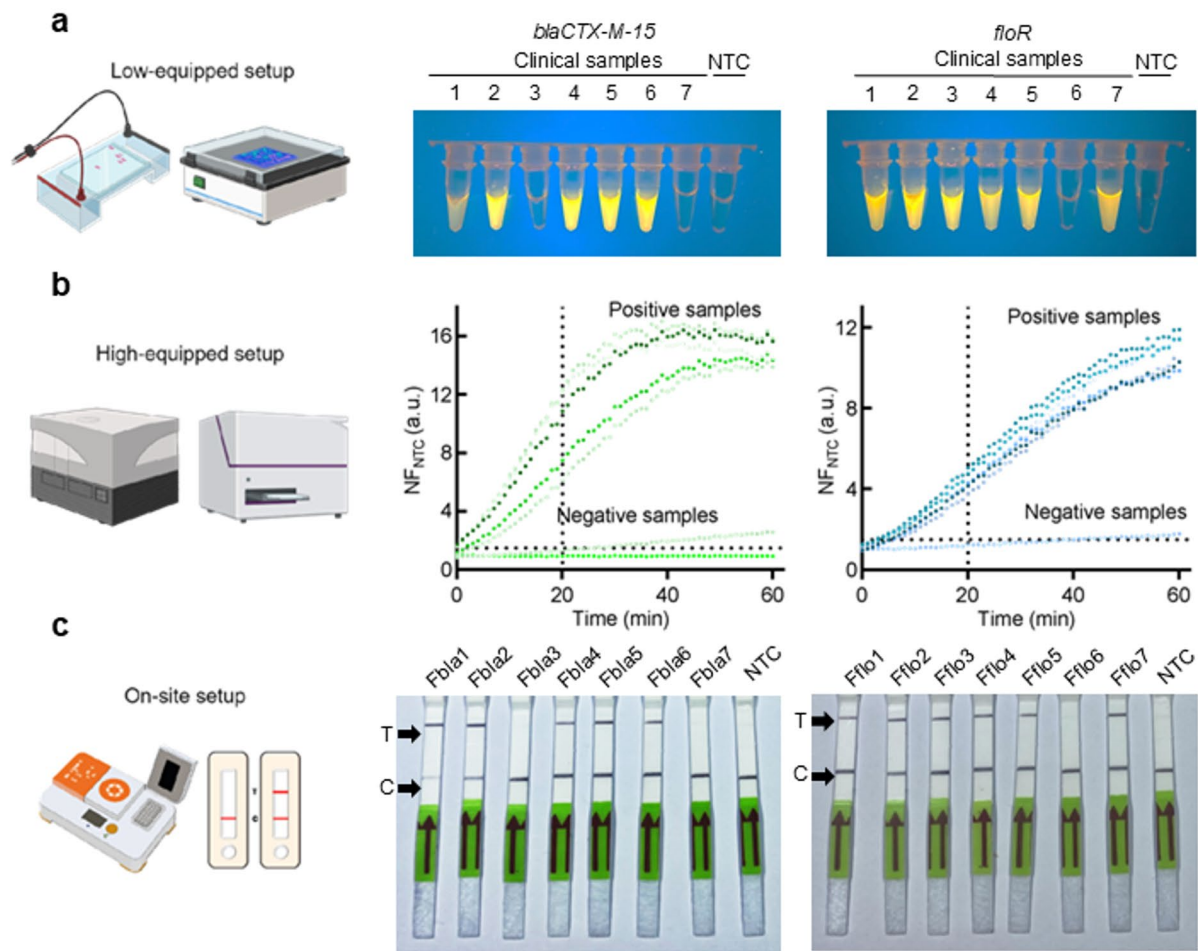 a
Low-equipped setup
blaCTX-M-15
Clinical samples NTC
1 2 3 4 5 6 7
floR
Clinical samples NTC
1 2 3 4 5 6 7
b
High-equipped setup
NF_NTC (a.u.)
16
12
8
4
0
Positive samples
Negative samples
0 20 40 60
Time (min)
NF_NTC (a.u.)
12
8
4
0
Positive samples
Negative samples
0 20 40 60
Time (min)
c
On-site setup
T
C
Fbla1 Fbla2 Fbla3 Fbla4 Fbla5 Fbla6 Fbla7 NTC
T
C
Fflo1 Fflo2 Fflo3 Fflo4 Fflo5 Fflo6 Fflo7 NTC
T
C